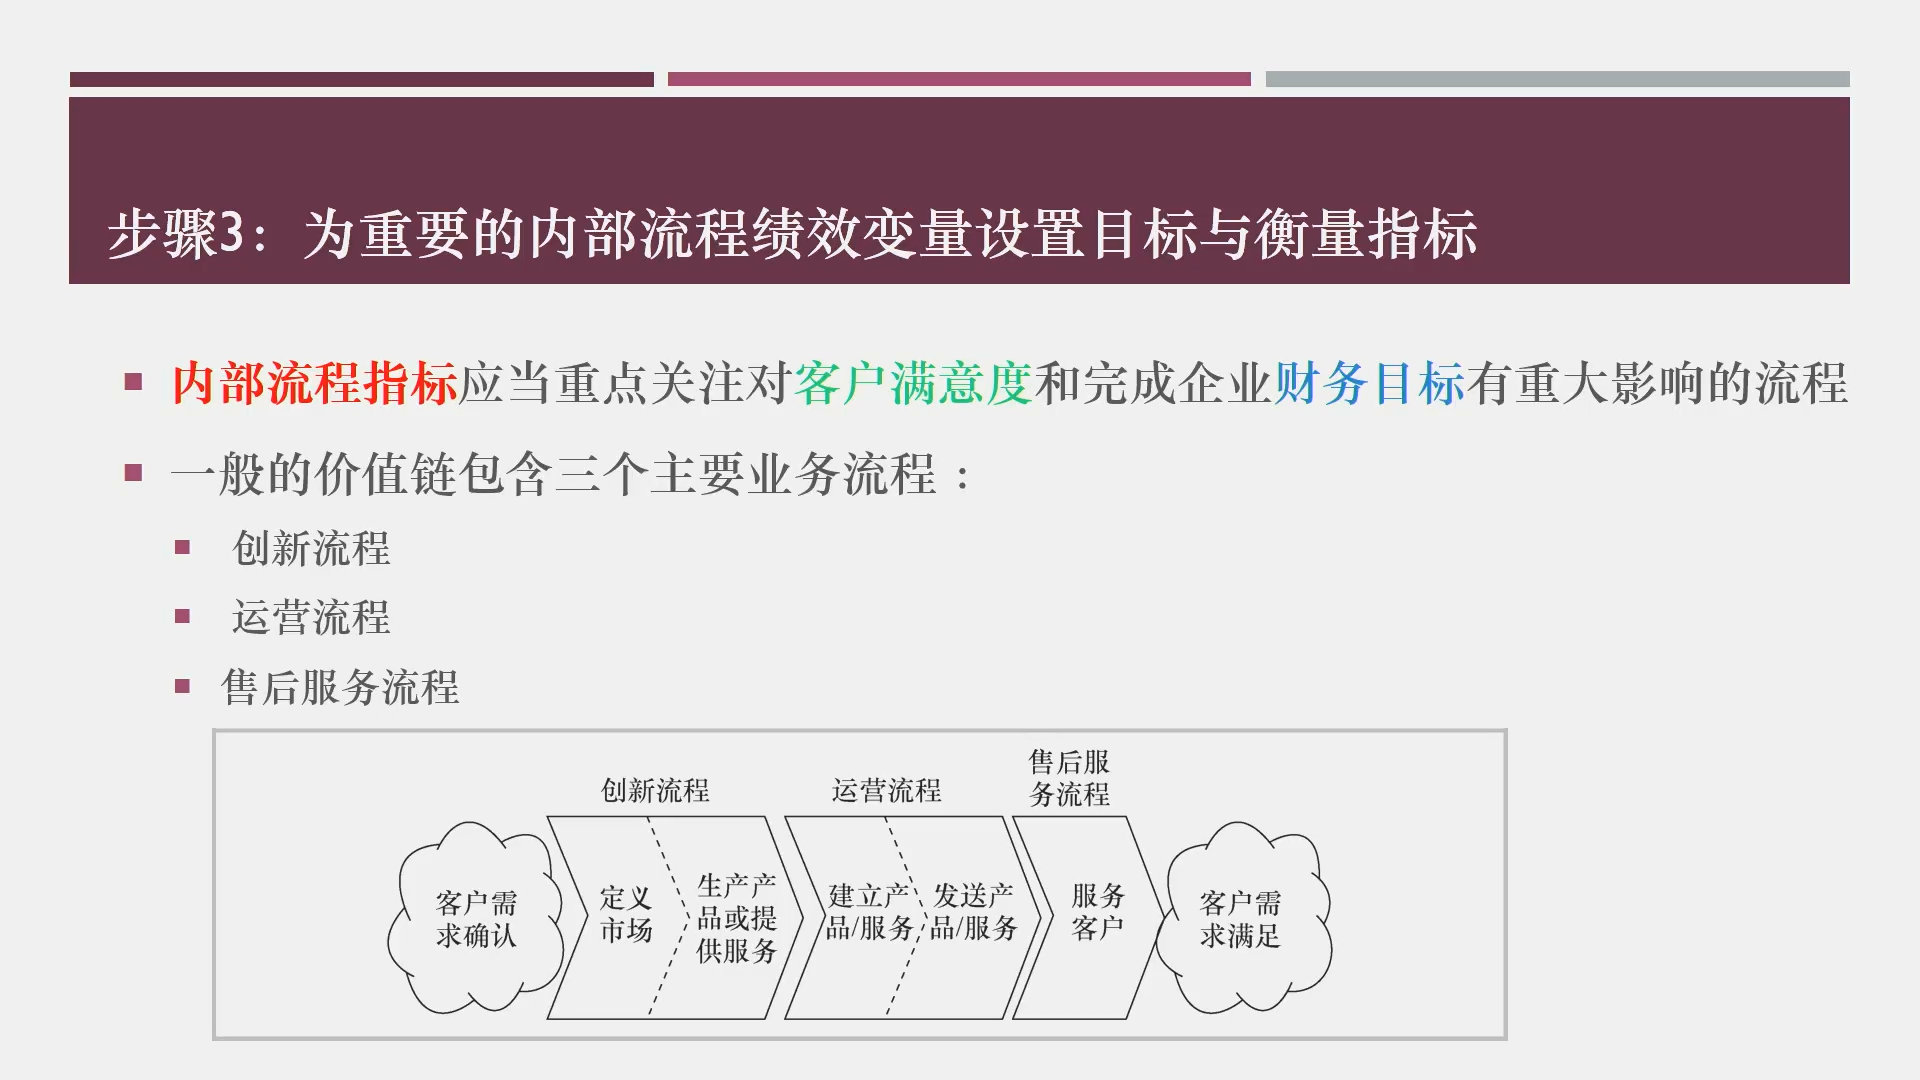 步骤3：为重要的内部流程绩效变量设置目标与衡量指标
内部流程指标应当重点关注对客户满意度和完成企业财务目标有重大影响的流程
一般的价值链包含三个主要业务流程：
创新流程
运营流程
售后服务流程
创新流程
运营流程
售后服
务流程
客户需
求确认
定义
市场
生产产
品或提
供服务
建立产
品/服务
发送产
品/服务
服务
客户
客户需
求满足